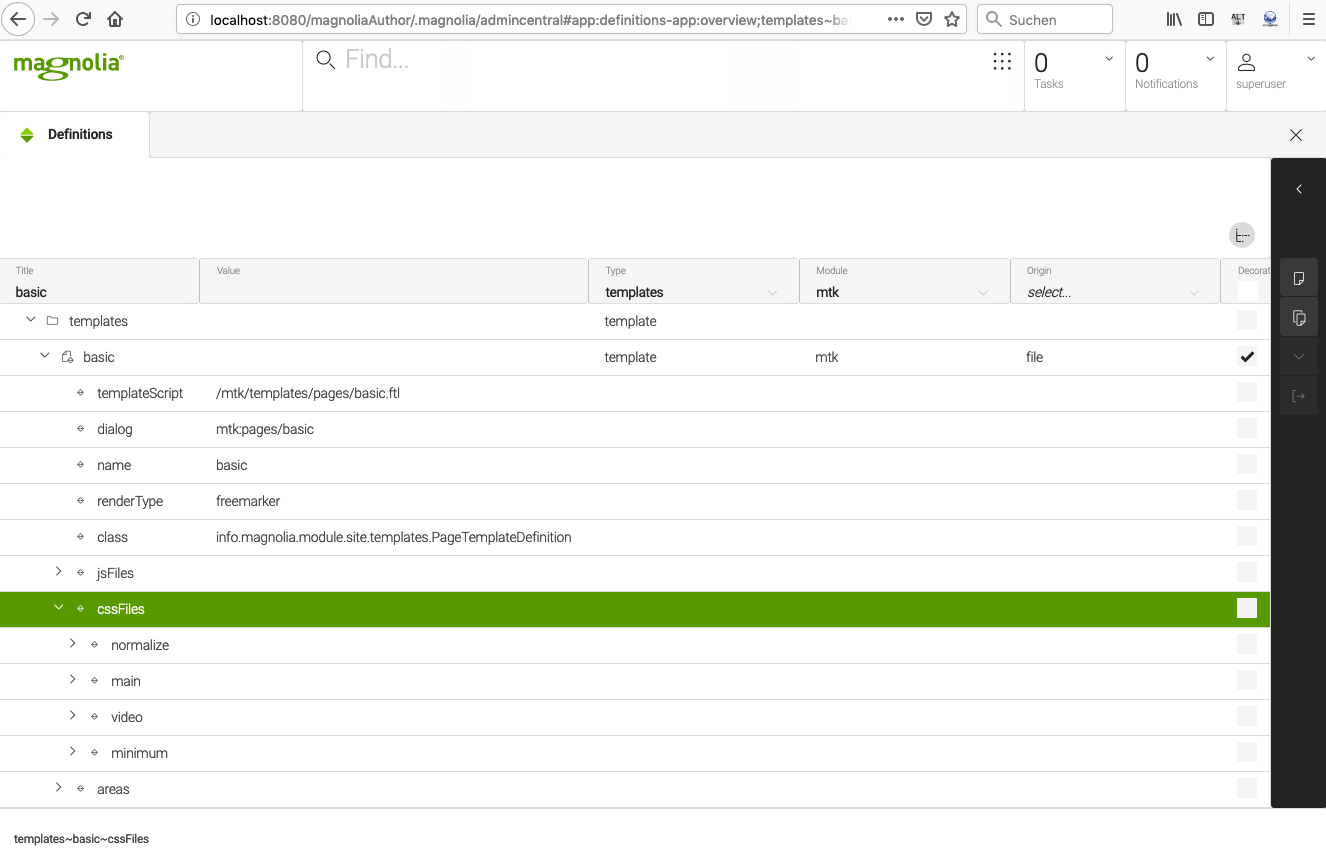 localhost:8080/magnoliaAuthor/.magnolia/admincentral#app:definitions-app:overview;templates~ba
Suchen
ALT
magnolia®
Find...
0
Tasks
0
Notifications
superuser
Definitions
Title Value Type Module Origin Decorat
basic templates mtk select...
templates template
basic template mtk file
templateScript /mtk/templates/pages/basic.ftl
dialog mtk:pages/basic
name basic
renderType freemarker
class info.magnolia.module.site.templates.PageTemplateDefinition
jsFiles
cssFiles
normalize
main
video
minimum
areas
templates~basic~cssFiles